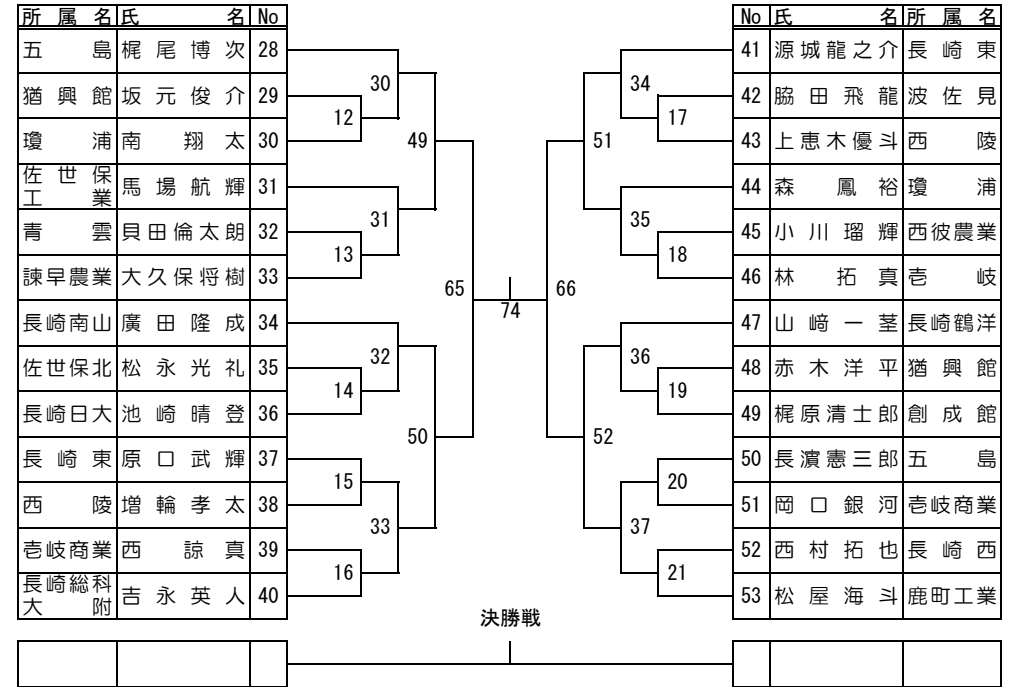 所属名 氏名 No
五島 梶尾博次 28
猶興館 坂元俊介 29
瓊浦 南翔太 30
佐世保工業 馬場航輝 31
青雲 貝田倫太朗 32
諫早農業 大久保将樹 33
長崎南山 廣田隆成 34
佐世保北 松永光礼 35
長崎日大 池崎晴登 36
長崎東 原口武輝 37
西陵 増輪孝太 38
壱岐商業 西諒真 39
長崎総科大附 吉永英人 40
12
13
14
15
16
30
31
32
33
49
50
65
74
66
51
52
34
35
36
37
17
18
19
20
21
No 氏名 所属名
41 源城龍之介 長崎東
42 脇田飛龍 波佐見
43 上恵木優斗 西陵
44 森鳳裕 瓊浦
45 小川瑠輝 西彼農業
46 林拓真 壱岐
47 山﨑一茎 長崎鶴洋
48 赤木洋平 猶興館
49 梶原清士郎 創成館
50 長濵憲三郎 五島
51 岡口銀河 壱岐商業
52 西村拓也 長崎西
53 松屋海斗 鹿町工業
決勝戦